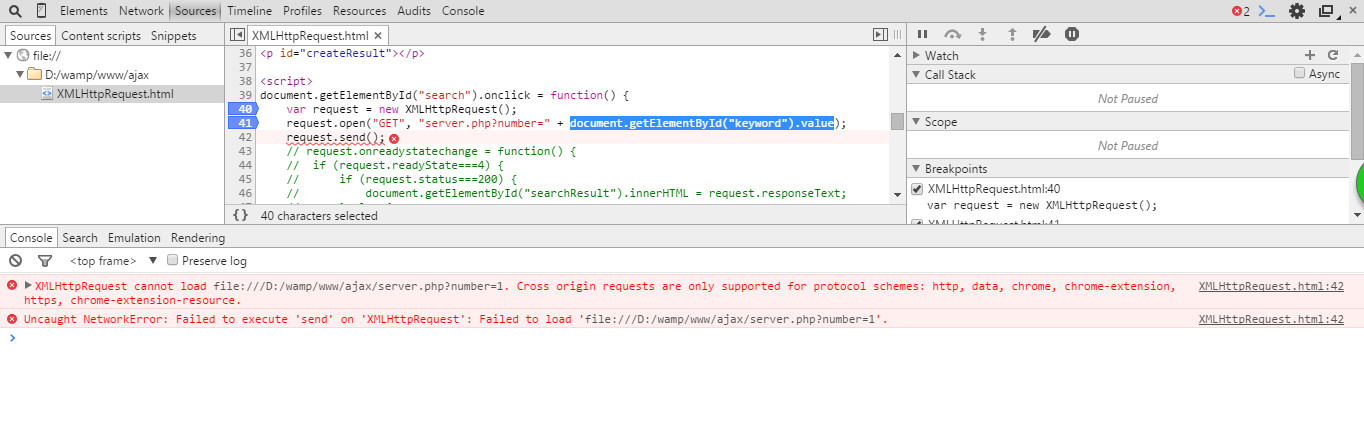 Elements Network Sources Timeline Profiles Resources Audits Console 2
Sources Content scripts Snippets
XMLHttpRequest.html ×
file://
D:/wamp/www/ajax
XMLHttpRequest.html
36 <p id="createResult"></p>
37
38 <script>
39 document.getElementById("search").onclick = function() {
40 var request = new XMLHttpRequest();
41 request.open("GET", "server.php?number=" + document.getElementById("keyword").value);
42 request.send();
43 // request.onreadystatechange = function() {
44 // if (request.readyState===4) {
45 // if (request.status===200) {
46 // document.getElementById("searchResult").innerHTML = request.responseText;
{} 40 characters selected
Watch
Call Stack Async
Not Paused
Scope
Not Paused
Breakpoints
XMLHttpRequest.html:40
var request = new XMLHttpRequest();
XMLHttpRequest.html:41
Console Search Emulation Rendering
<top frame> Preserve log
XMLHttpRequest cannot load file:///D:/wamp/www/ajax/server.php?number=1. Cross origin requests are only supported for protocol schemes: http, data, chrome, chrome-extension, XMLHttpRequest.html:42
https, chrome-extension-resource.
Uncaught NetworkError: Failed to execute 'send' on 'XMLHttpRequest': Failed to load 'file:///D:/wamp/www/ajax/server.php?number=1'. XMLHttpRequest.html:42